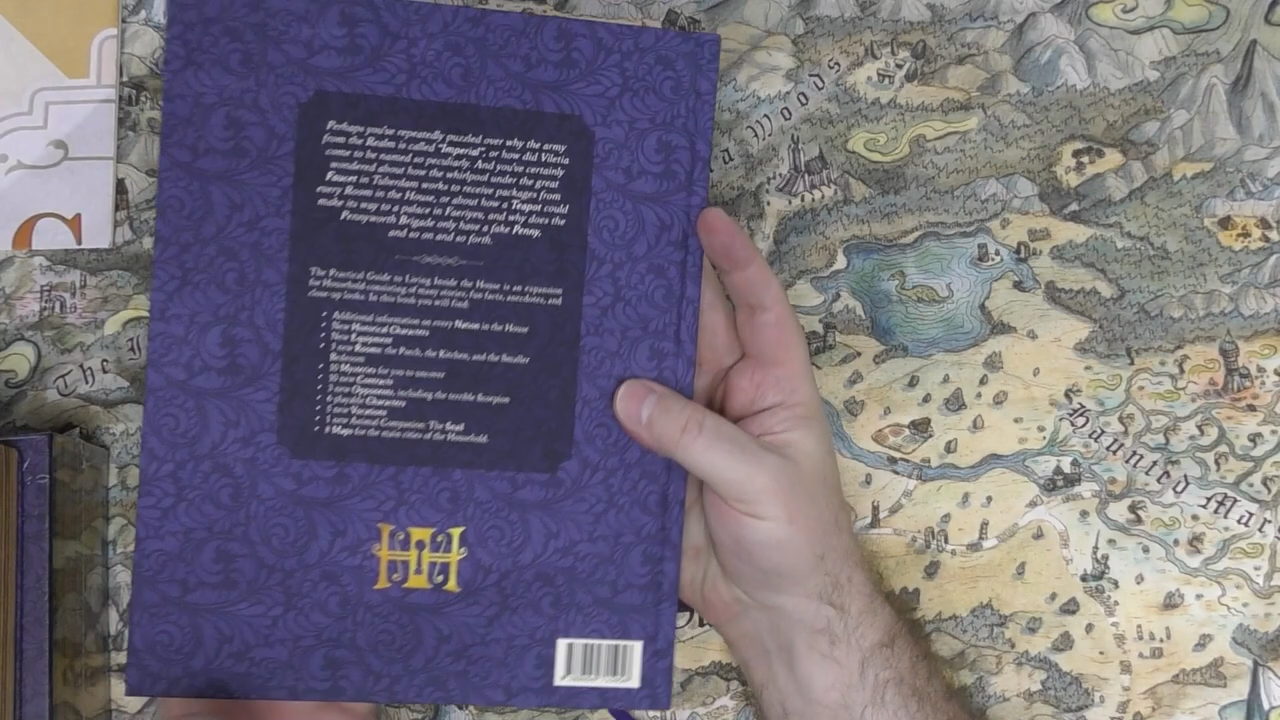 Perhaps you've repeatedly puzzled over why the army
from the Realm is called "Imperial", or how did Viletia
come to be named so peculiarly. And you've certainly
wondered about how the whirlpool under the great
Faucet in Tuberdam works to receive packages from
every Room in the House, or about how a Teapot could
make its way to a palace in Faeriyev, and why does the
Pennyworth Brigade only have a fake Penny,
and so on and so forth.
The Practical Guide to Living Inside the House is an expansion
for Household consisting of many stories, fun facts, anecdotes, and
close-up looks. In this book you will find:
Additional information on every Nation in the House
New Historical Characters
New Equipment
3 new Rooms: the Porch, the Kitchen, and the Smaller
Bedroom
10 Mysteries for you to answer
10 new Contracts
new Opponents, including the terrible Scorpion
6 playable Characters
5 new Vocations
1 new Animal Companion: The Snail
8 Maps for the main cities of the Household.
H H
a Woods
The
Haunted Mar
S